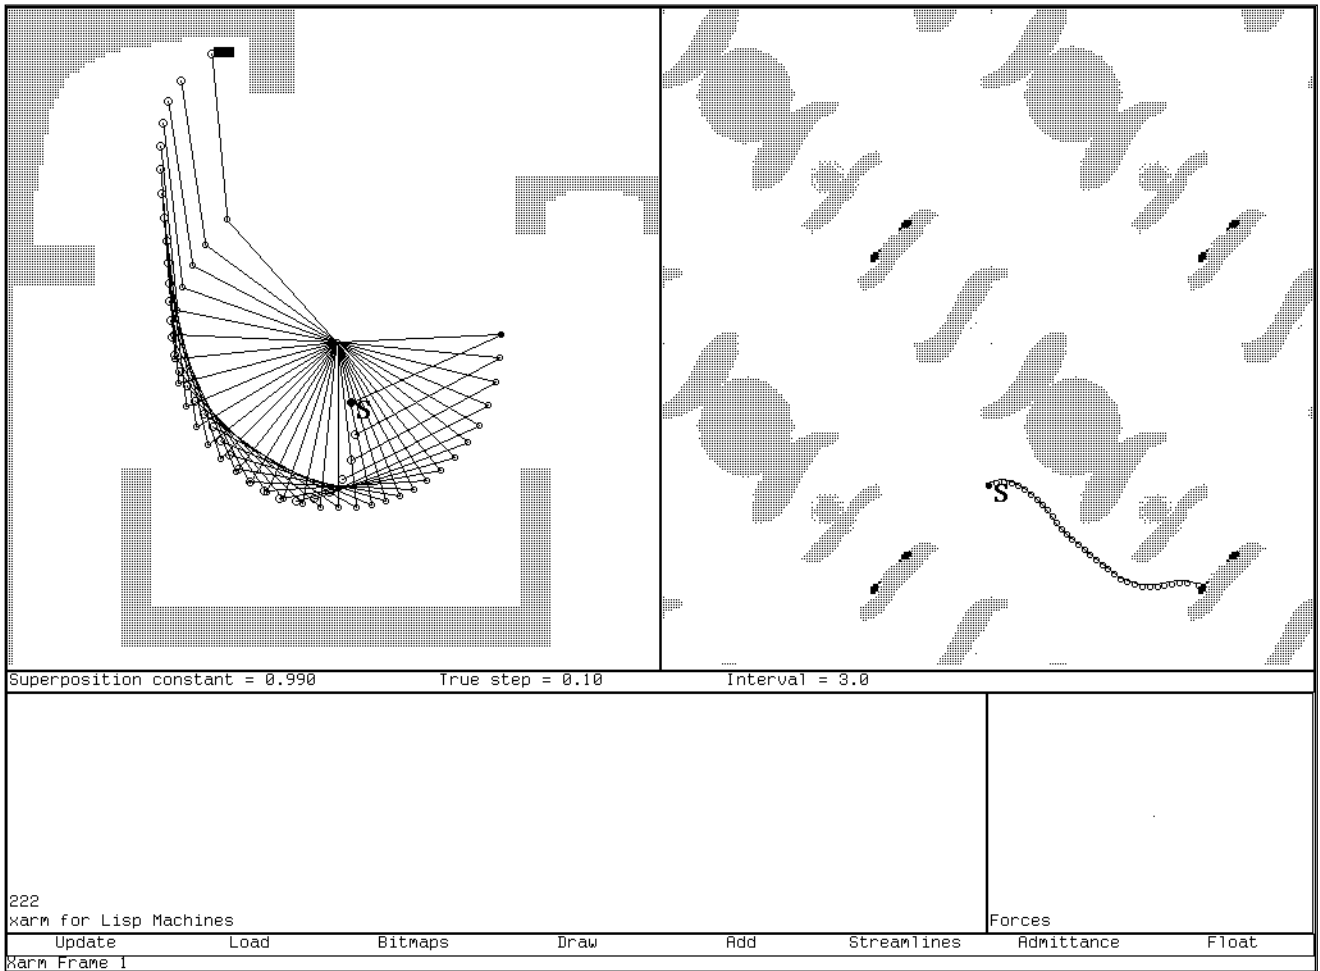 S
S
Superposition constant = 0.990 True step = 0.10 Interval = 3.0
222
xarm for Lisp Machines
Forces
Update Load Bitmaps Draw Add Streamlines Admittance Float
Xarm Frame 1